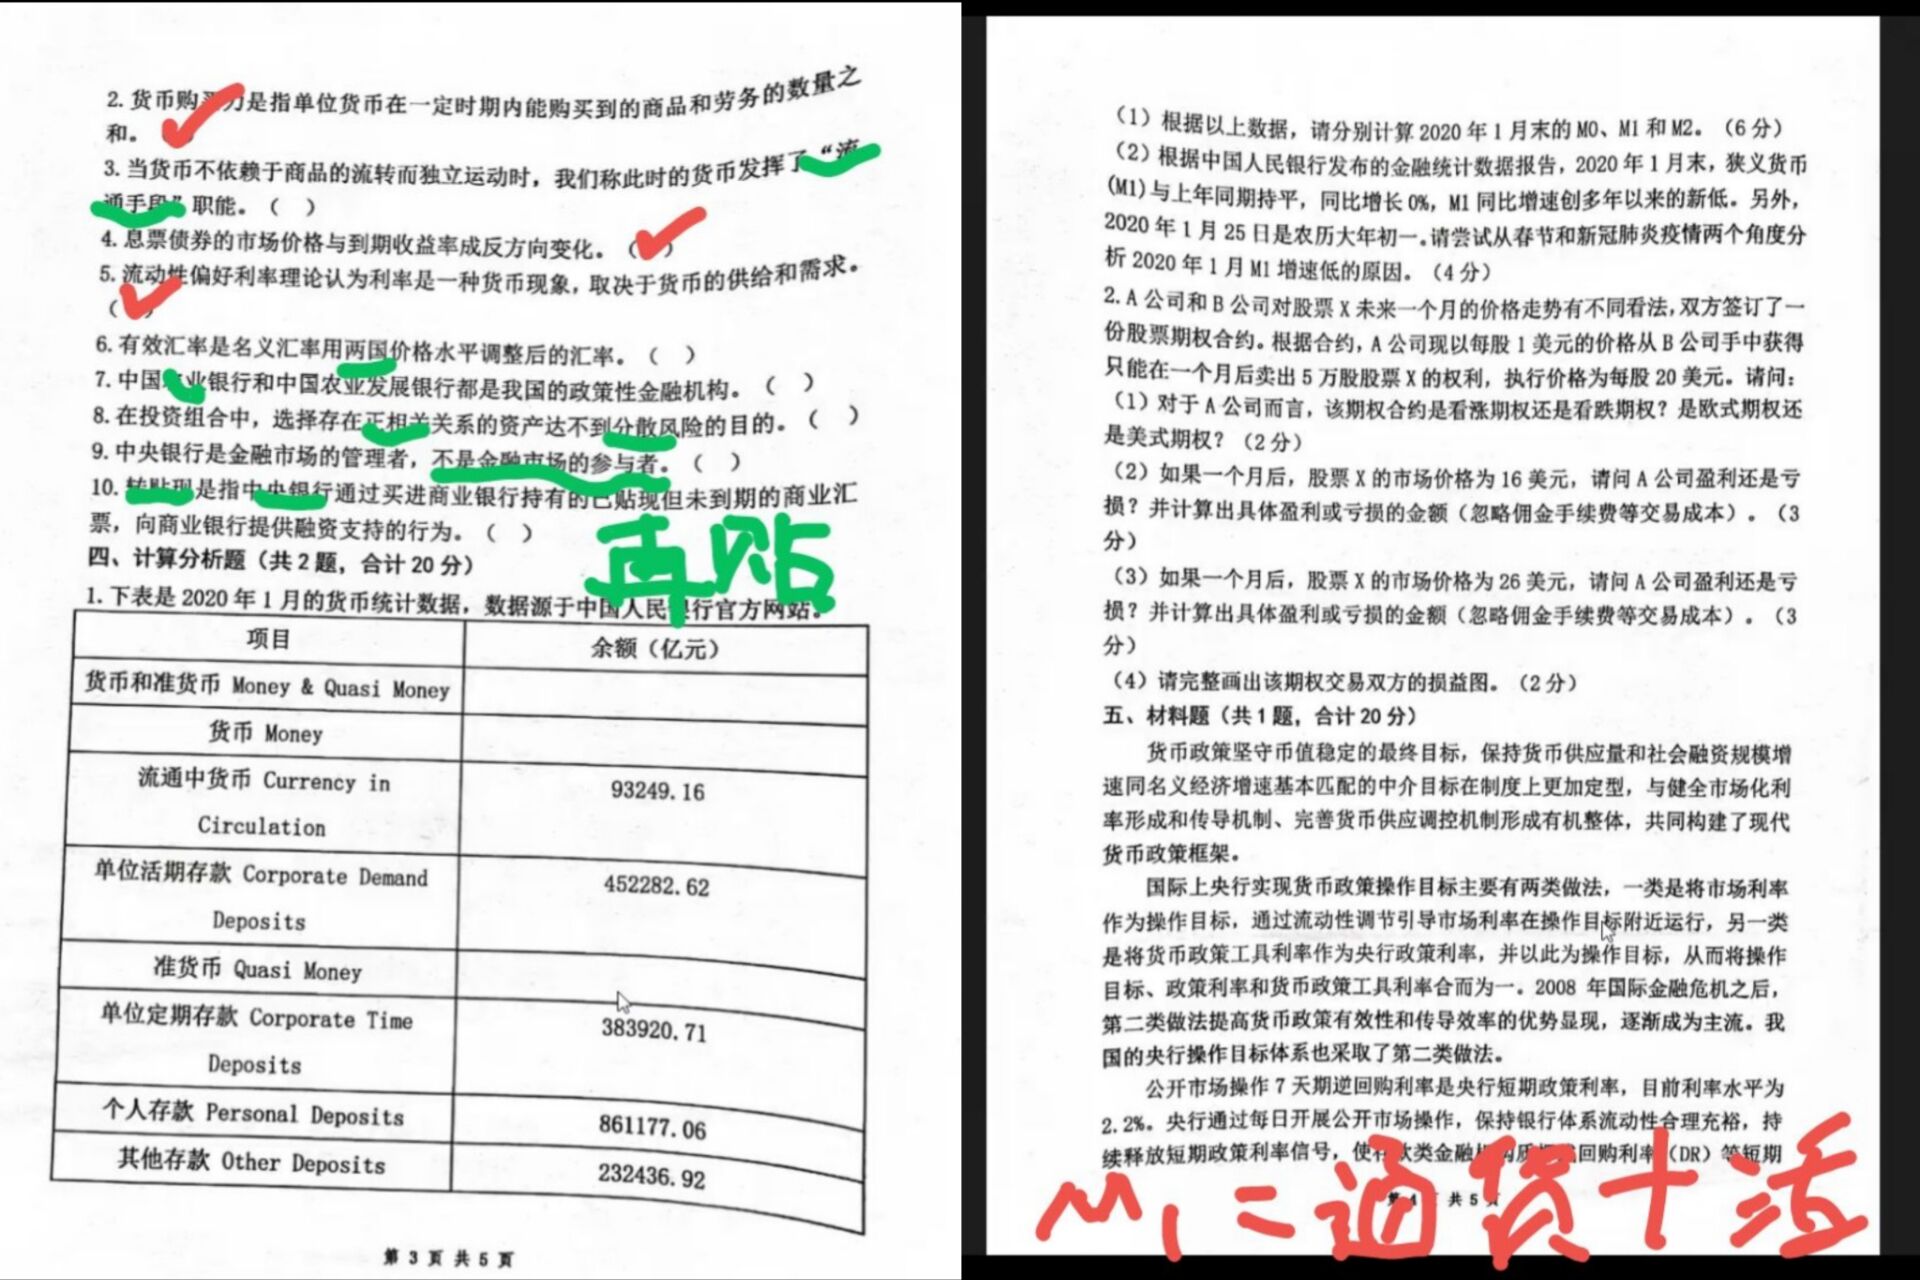 2. 货币购买力是指单位货币在一定时期内能购买到的商品和劳务的数量之
和。
3. 当货币不依赖于商品的流转而独立运动时，我们称此时的货币发挥了“流
通手段”职能。（ ）
4. 息票债券的市场价格与到期收益率成反方向变化。（ ）
5. 流动性偏好利率理论认为利率是一种货币现象，取决于货币的供给和需求。
（ ）
6. 有效汇率是名义汇率用两国价格水平调整后的汇率。（ ）
7. 中国农业银行和中国农业发展银行都是我国的政策性金融机构。（ ）
8. 在投资组合中，选择存在正相关关系的资产达不到分散风险的目的。（ ）
9. 中央银行是金融市场的管理者，不是金融市场的参与者。（ ）
10. 转贴现是指中央银行通过买进商业银行持有的已贴现但未到期的商业汇
票，向商业银行提供融资支持的行为。（ ）
再贴
四、计算分析题（共 2 题，合计 20 分）
1. 下表是 2020 年 1 月的货币统计数据，数据源于中国人民银行官方网站。
项目 余额（亿元）
货币和准货币 Money & Quasi Money
货币 Money
流通中货币 Currency in 93249.16
Circulation
单位活期存款 Corporate Demand 452282.62
Deposits
准货币 Quasi Money
单位定期存款 Corporate Time 383920.71
Deposits
个人存款 Personal Deposits 861177.06
其他存款 Other Deposits 232436.92
第 3 页 共 5 页
（1）根据以上数据，请分别计算 2020 年 1 月末的 M0、M1 和 M2。（6 分）
（2）根据中国人民银行发布的金融统计数据报告，2020 年 1 月末，狭义货币
(M1)与上年同期持平，同比增长 0%，M1 同比增速创多年以来的新低。另外，
2020 年 1 月 25 日是农历大年初一。请尝试从春节和新冠肺炎疫情两个角度分
析 2020 年 1 月 M1 增速低的原因。（4 分）
2. A 公司和 B 公司对股票 X 未来一个月的价格走势有不同看法，双方签订了一
份股票期权合约。根据合约，A 公司现以每股 1 美元的价格从 B 公司手中获得
只能在一个月后卖出 5 万股股票 X 的权利，执行价格为每股 20 美元。请问：
（1）对于 A 公司而言，该期权合约是看涨期权还是看跌期权？是欧式期权还
是美式期权？（2 分）
（2）如果一个月后，股票 X 的市场价格为 16 美元，请问 A 公司盈利还是亏
损？并计算出具体盈利或亏损的金额（忽略佣金手续费等交易成本）。（3
分）
（3）如果一个月后，股票 X 的市场价格为 26 美元，请问 A 公司盈利还是亏
损？并计算出具体盈利或亏损的金额（忽略佣金手续费等交易成本）。（3
分）
（4）请完整画出该期权交易双方的损益图。（2 分）
五、材料题（共 1 题，合计 20 分）
货币政策坚守币值稳定的最终目标，保持货币供应量和社会融资规模增
速同名义经济增速基本匹配的中介目标在制度上更加定型，与健全市场化利
率形成和传导机制、完善货币供应调控机制形成有机整体，共同构建了现代
货币政策框架。
国际上央行实现货币政策操作目标主要有两类做法，一类是将市场利率
作为操作目标，通过流动性调节引导市场利率在操作目标附近运行，另一类
是将货币政策工具利率作为央行政策利率，并以此为操作目标，从而将操作
目标、政策利率和货币政策工具利率合而为一。2008 年国际金融危机之后，
第二类做法提高货币政策有效性和传导效率的优势显现，逐渐成为主流。我
国的央行操作目标体系也采取了第二类做法。
公开市场操作 7 天期逆回购利率是央行短期政策利率，目前利率水平为
2.2%。央行通过每日开展公开市场操作，保持银行体系流动性合理充裕，持
续释放短期政策利率信号，使存款类金融机构质押式回购利率（DR）等短期
第 4 页 共 5 页
M1=通货+活